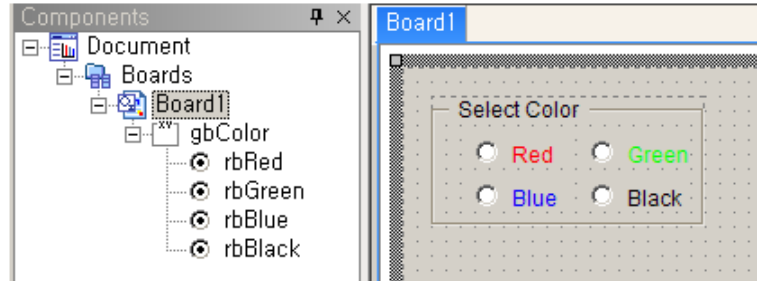 Components
Document
Boards
Board1
gbColor
rbRed
rbGreen
rbBlue
rbBlack
Board1
Select Color
Red Green
Blue Black